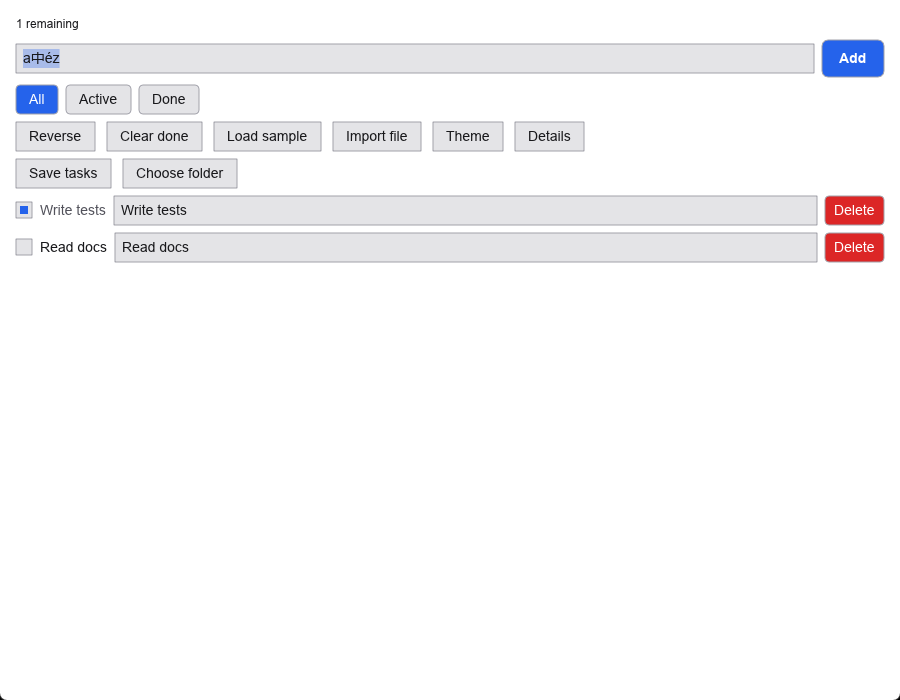 1 remaining
a中éz Add
All Active Done
Reverse Clear done Load sample Import file Theme Details
Save tasks Choose folder
Write tests Write tests Delete
Read docs Read docs Delete